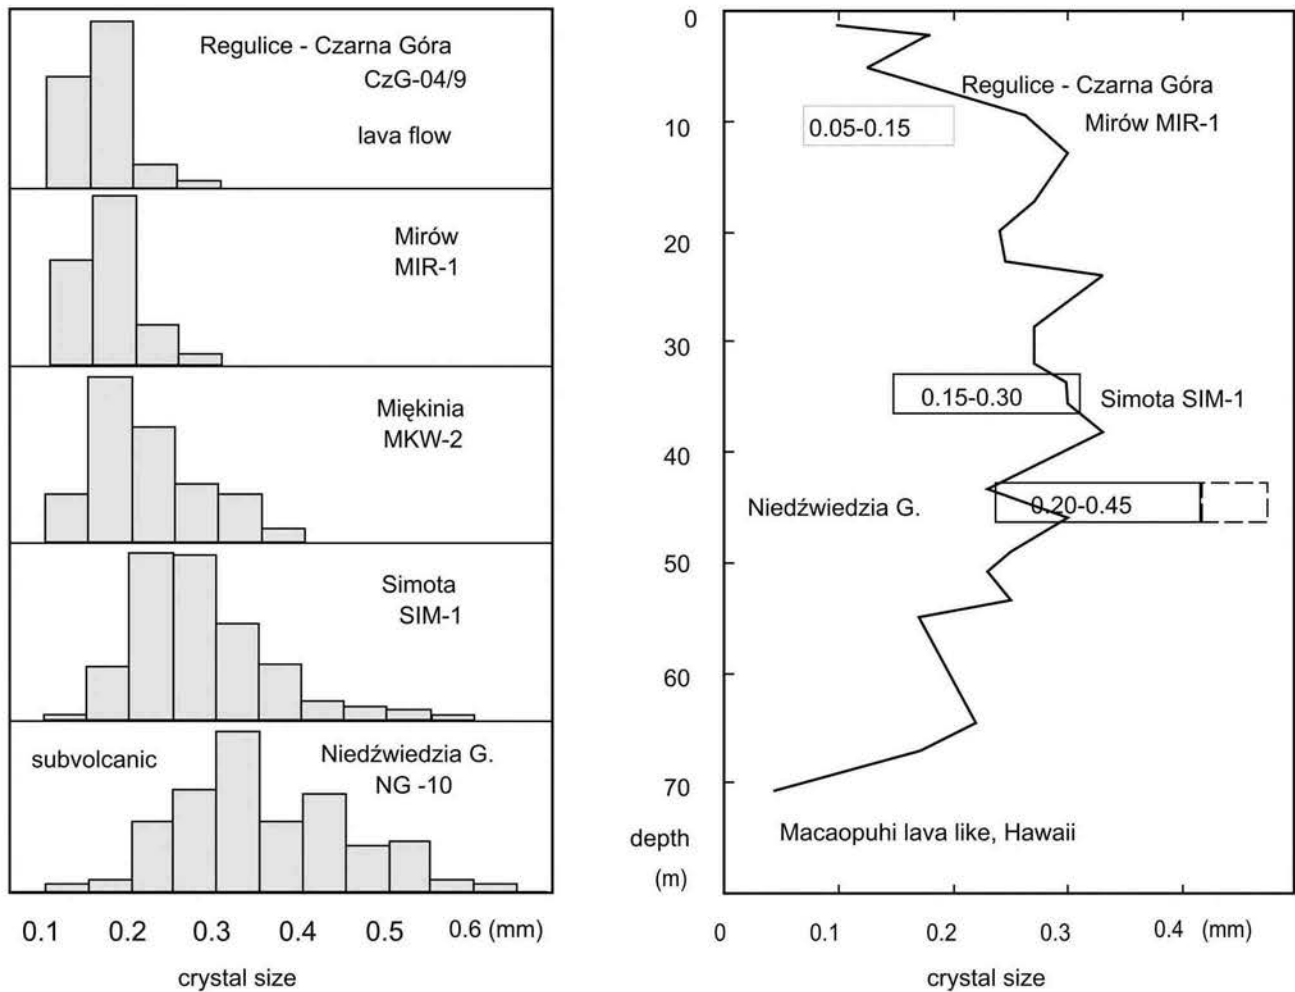 Regulice - Czarna Góra
CzG-04/9
lava flow
Mirów
MIR-1
Miękinia
MKW-2
Simota
SIM-1
subvolcanic
Niedźwiedzia G.
NG -10
0.1 0.2 0.3 0.4 0.5 0.6 (mm)
crystal size
0
Regulice - Czarna Góra
0.05-0.15
10
Mirów MIR-1
20
30
0.15-0.30
Simota SIM-1
40
Niedźwiedzia G.
0.20-0.45
50
60
70
depth
(m)
Macaopuhi lava like, Hawaii
0 0.1 0.2 0.3 0.4 (mm)
crystal size